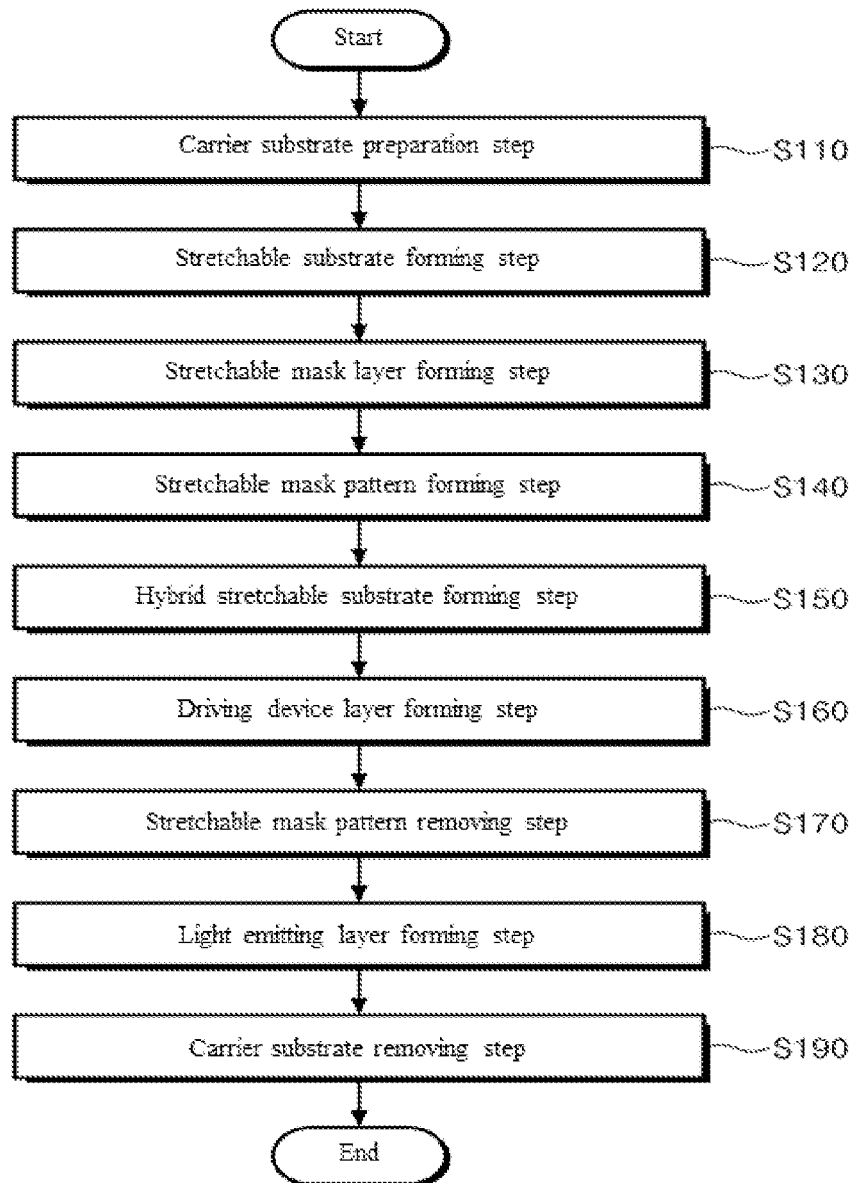 Start
Carrier substrate preparation step
S110
Stretchable substrate forming step
S120
Stretchable mask layer forming step
S130
Stretchable mask pattern forming step
S140
Hybrid stretchable substrate forming step
S150
Driving device layer forming step
S160
Stretchable mask pattern removing step
S170
Light emitting layer forming step
S180
Carrier substrate removing step
S190
End